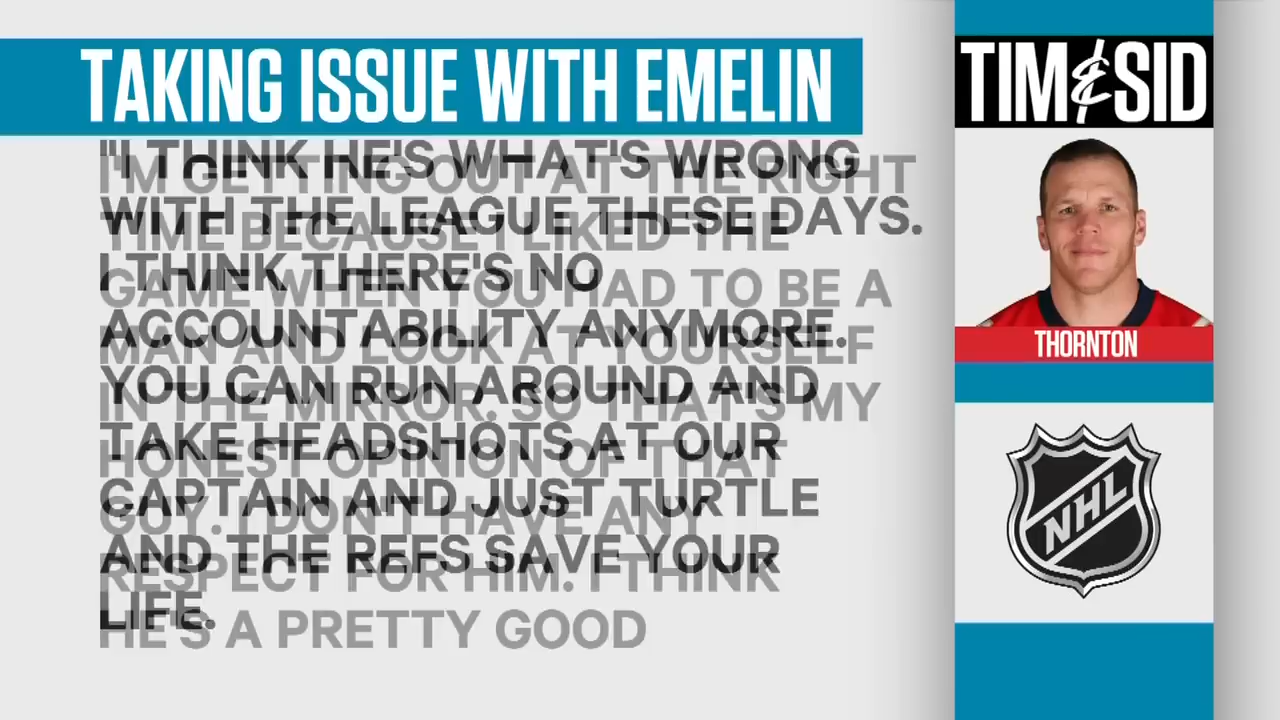 TAKING ISSUE WITH EMELIN
"I THINK HE'S WHAT'S WRONG
WITH THE LEAGUE THESE DAYS.
I THINK THERE'S NO
ACCOUNTABILITY ANYMORE.
YOU CAN RUN AROUND AND
TAKE HEADSHOTS AT OUR
CAPTAIN AND JUST TURTLE
AND THE REFS SAVE YOUR
LIFE.
I'M GETTING OUT AT THE RIGHT
TIME BECAUSE I LIKED THE
GAME WHEN YOU HAD TO BE A
MAN AND LOOK AT YOURSELF
IN THE MIRROR. SO THAT'S MY
HONEST OPINION OF THAT
GUY. I DON'T HAVE ANY
RESPECT FOR HIM. I THINK
HE'S A PRETTY GOOD
TIM & SID
THORNTON
NHL